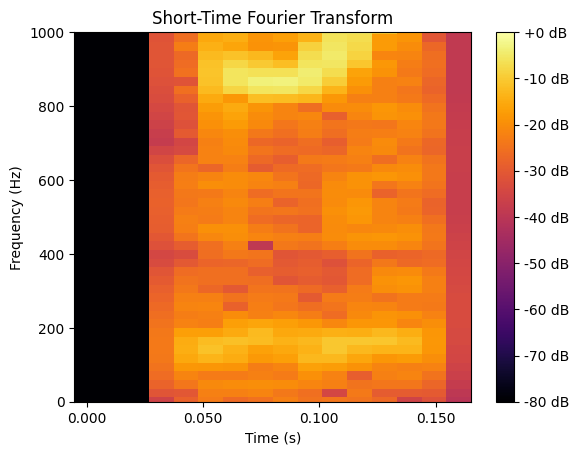 Short-Time Fourier Transform
1000
800
600
400
200
0
Frequency (Hz)
0.000
0.050
0.100
0.150
Time (s)
+0 dB
-10 dB
-20 dB
-30 dB
-40 dB
-50 dB
-60 dB
-70 dB
-80 dB